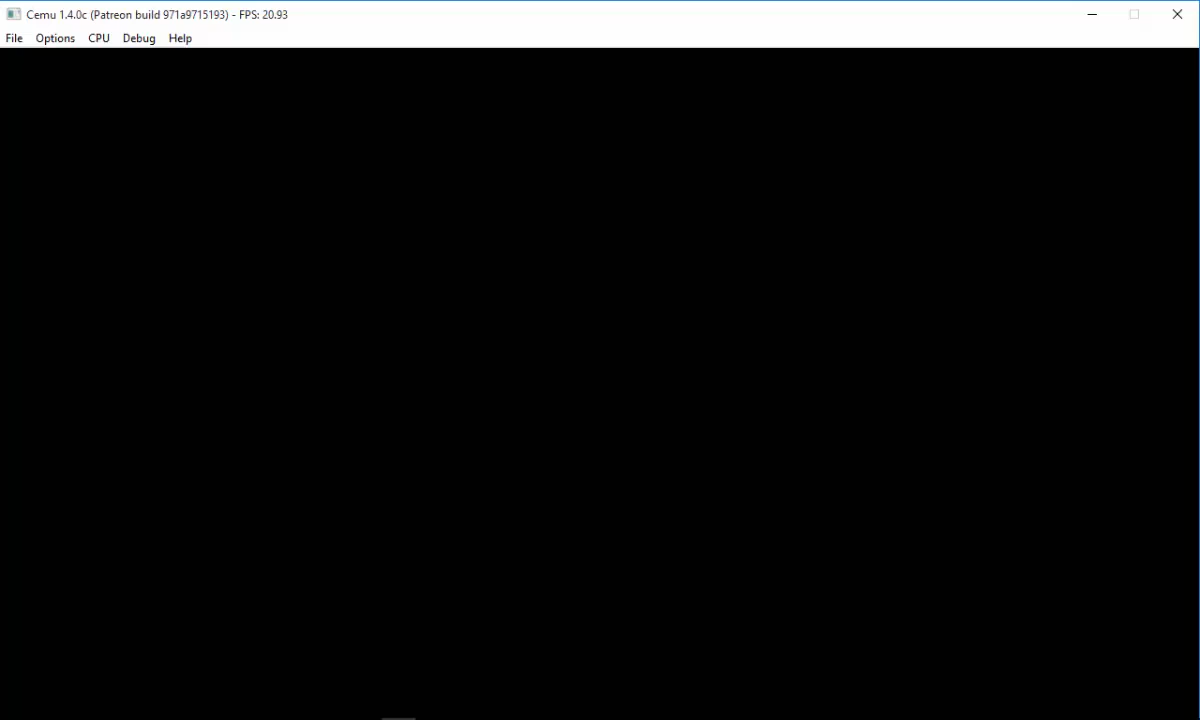 Cemu 1.4.0c (Patreon build 971a9715193) - FPS: 20.93
File Options CPU Debug Help